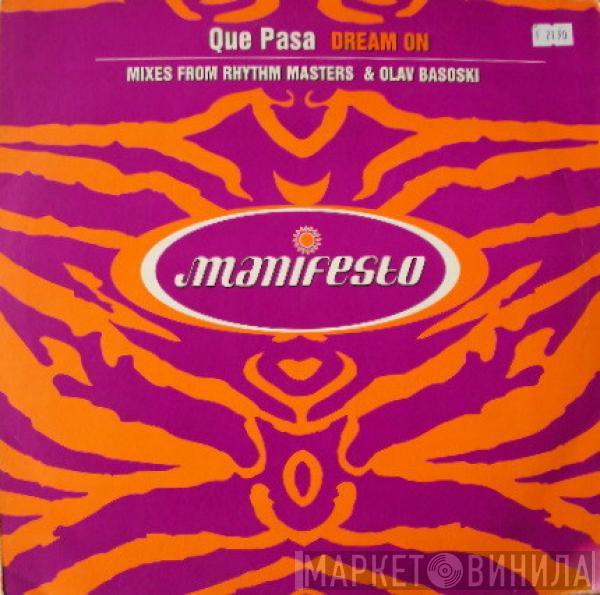 Que Pasa DREAM ON
MIXES FROM RHYTHM MASTERS & OLAV BASOSKI
manifesto
МАРКЕТ ВИНИЛА